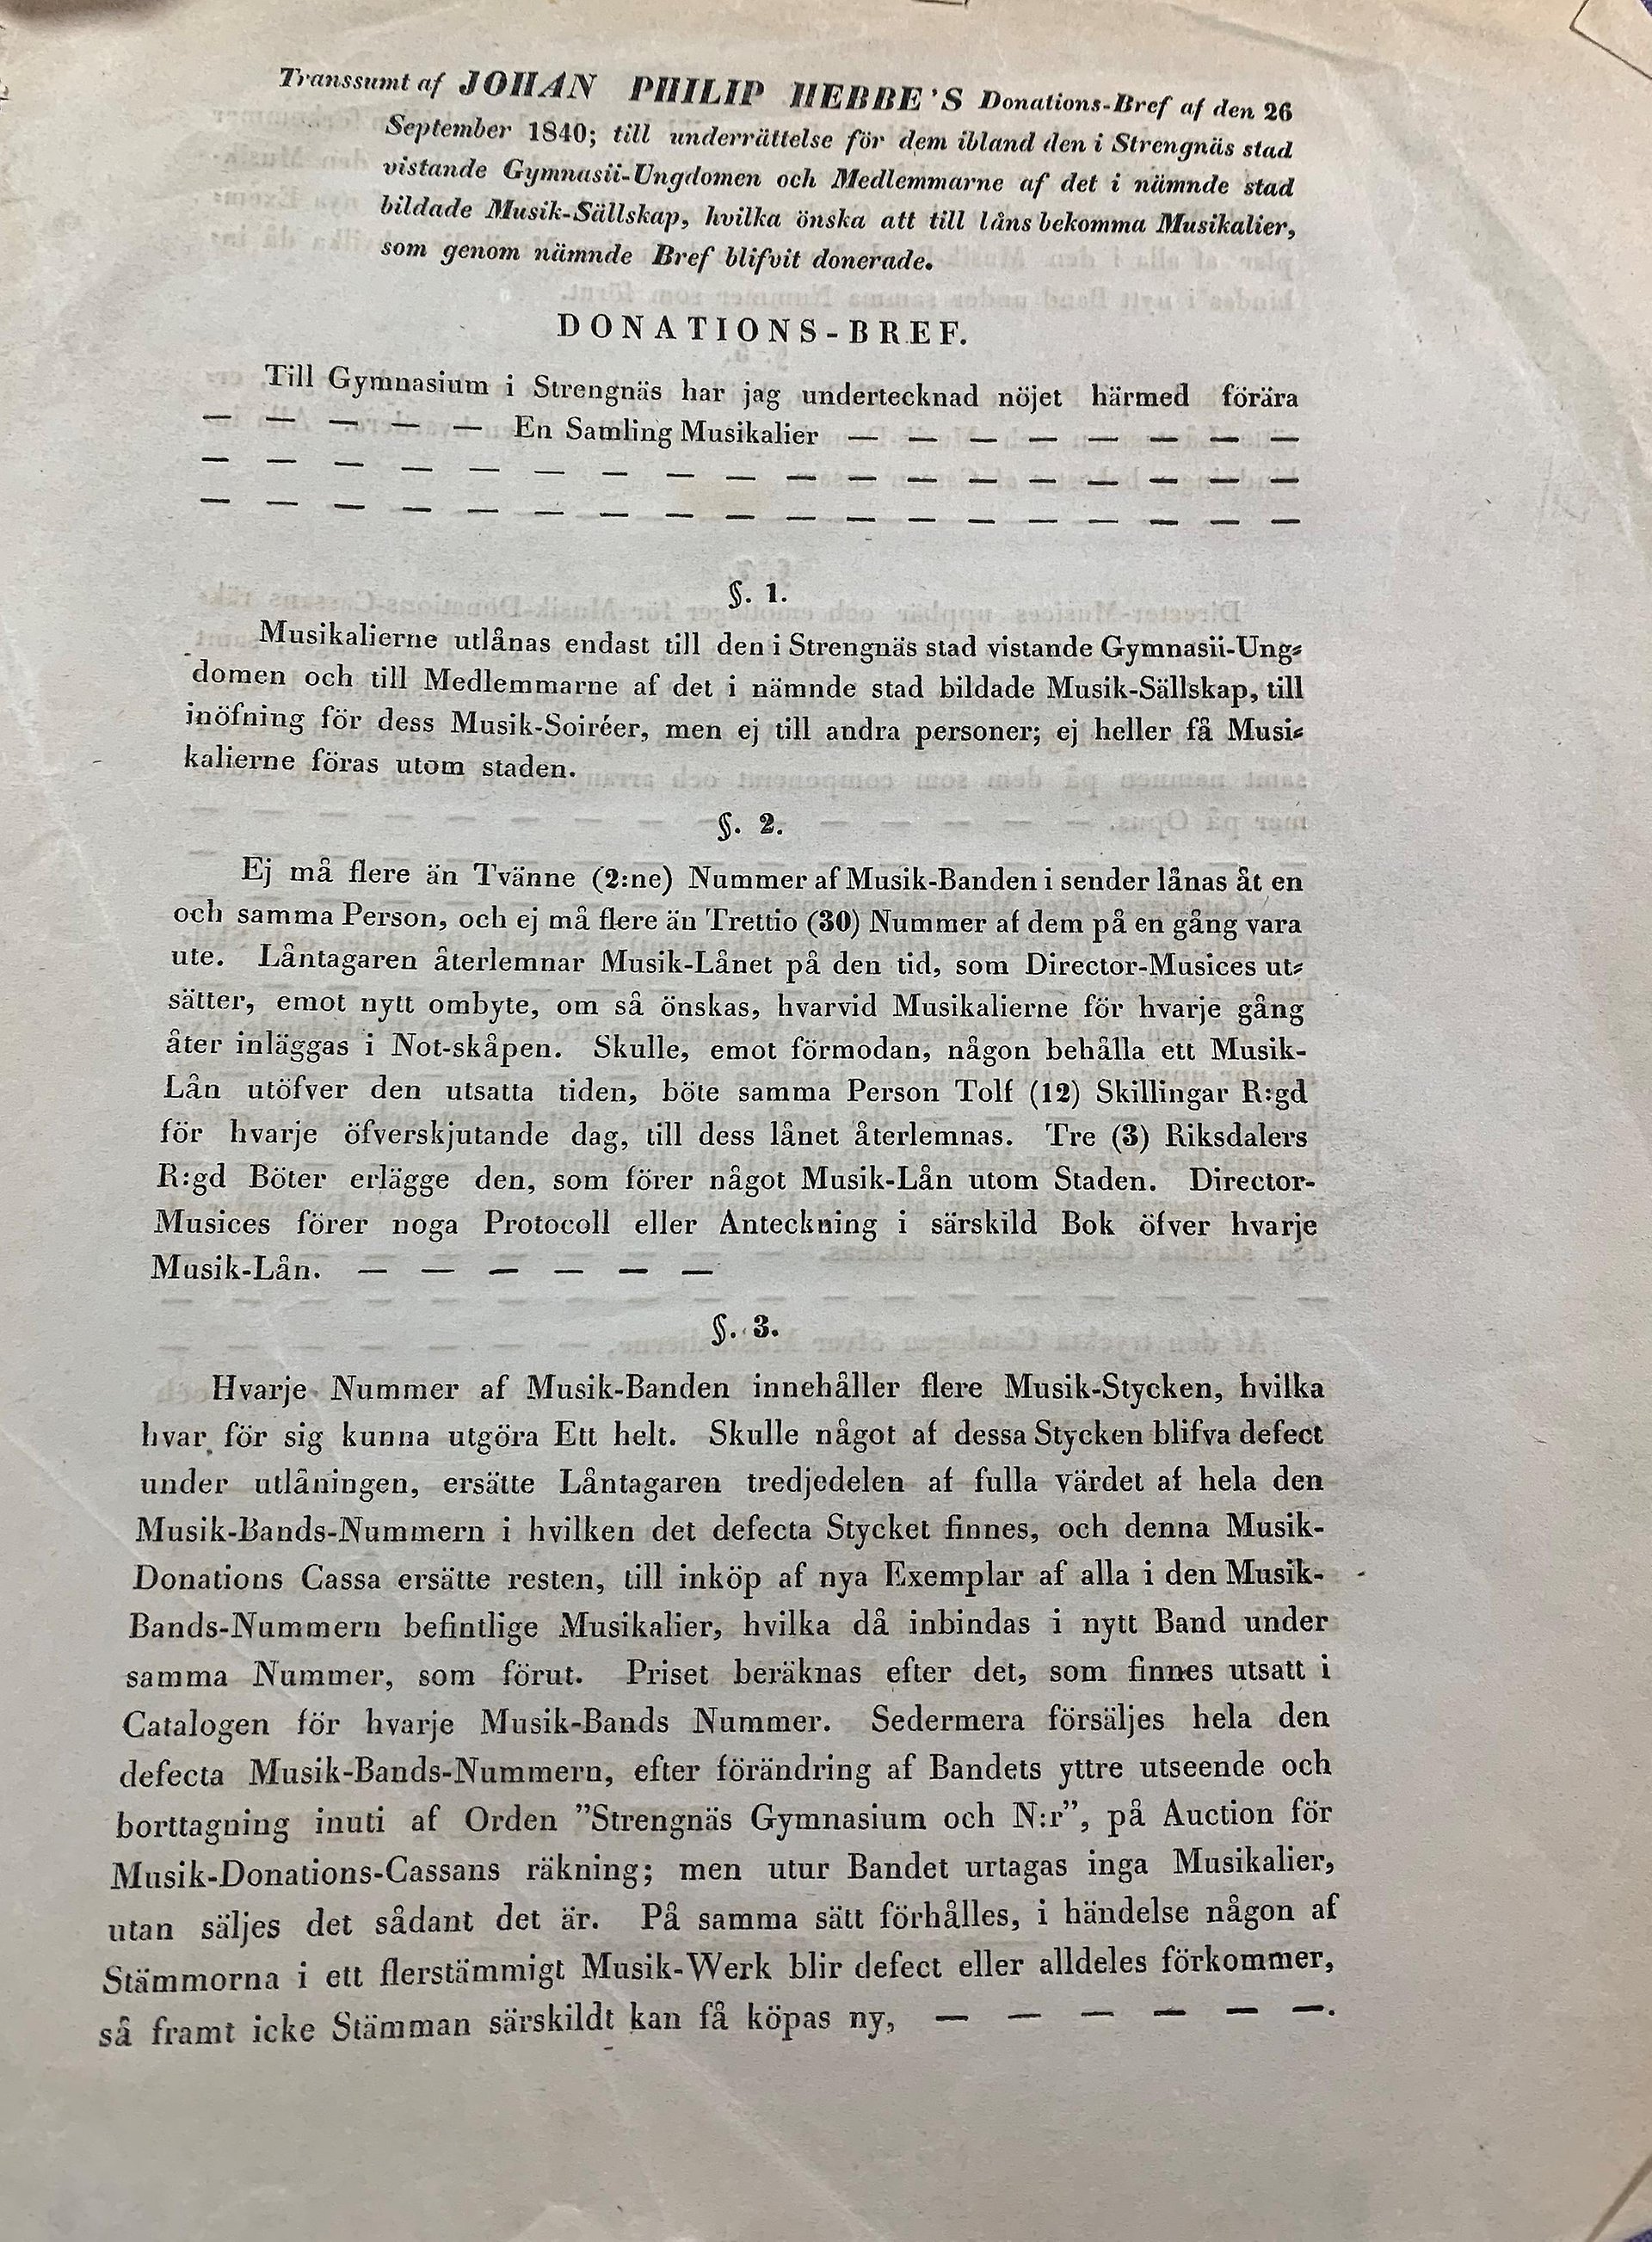 Transsumt af JOHAN PHILIP HEBBE'S Donations-Bref af den 26
September 1840; till underrättelse för dem ibland den i Strengnäs stad
vistande Gymnasii-Ungdomen och Medlemmarne af det i nämnde stad
bildade Musik-Sällskap, hvilka önska att till låns bekomma Musikalier,
som genom nämnde Bref blifvit donerade.
DONATIONS-BREF.
Till Gymnasium i Strengnäs har jag undertecknad nöjet härmed förära
— — — — — En Samling Musikalier — — — — — — — —
— — — — — — — — — — — — — — — — —
— — — — — — — — — — — — — — — — —
§. 1.
Musikalierne utlånas endast till den i Strengnäs stad vistande Gymnasii-Ung-
domen och till Medlemmarne af det i nämnde stad bildade Musik-Sällskap, till
inöfning för dess Musik-Soiréer, men ej till andra personer; ej heller få Musi-
kalierne föras utom staden.
§. 2.
Ej må flere än Tvänne (2:ne) Nummer af Musik-Banden i sender lånas åt en
och samma Person, och ej må flere än Trettio (30) Nummer af dem på en gång vara
ute. Låntagaren återlemnar Musik-Lånet på den tid, som Director-Musices ut-
sätter, emot nytt ombyte, om så önskas, hvarvid Musikalierne för hvarje gång
åter inläggas i Not-skåpen. Skulle, emot förmodan, någon behålla ett Musik-
Lån utöfver den utsatta tiden, böte samma Person Tolf (12) Skillingar R:gd
för hvarje öfverskjutande dag, till dess lånet återlemnas. Tre (3) Riksdalers
R:gd Böter erlägge den, som förer något Musik-Lån utom Staden. Director-
Musices förer noga Protocoll eller Anteckning i särskild Bok öfver hvarje
Musik-Lån. — — — — — —
§. 3.
Hvarje Nummer af Musik-Banden innehåller flere Musik-Stycken, hvilka
hvar för sig kunna utgöra Ett helt. Skulle något af dessa Stycken blifva defect
under utlåningen, ersätte Låntagaren tredjedelen af fulla värdet af hela den
Musik-Bands-Nummern i hvilken det defecta Stycket finnes, och denna Musik-
Donations Cassa ersätte resten, till inköp af nya Exemplar af alla i den Musik-
Bands-Nummern befintlige Musikalier, hvilka då inbindas i nytt Band under
samma Nummer, som förut. Priset beräknas efter det, som finnes utsatt i
Catalogen för hvarje Musik-Bands Nummer. Sedermera försäljes hela den
defecta Musik-Bands-Nummern, efter förändring af Bandets yttre utseende och
borttagning inuti af Orden ”Strengnäs Gymnasium och N:r”, på Auction för
Musik-Donations-Cassans räkning; men utur Bandet urtagas inga Musikalier,
utan säljes det sådant det är. På samma sätt förhålles, i händelse någon af
Stämmorna i ett flerstämmigt Musik-Werk blir defect eller alldeles förkommer,
så framt icke Stämman särskildt kan få köpas ny, — — — — — —.